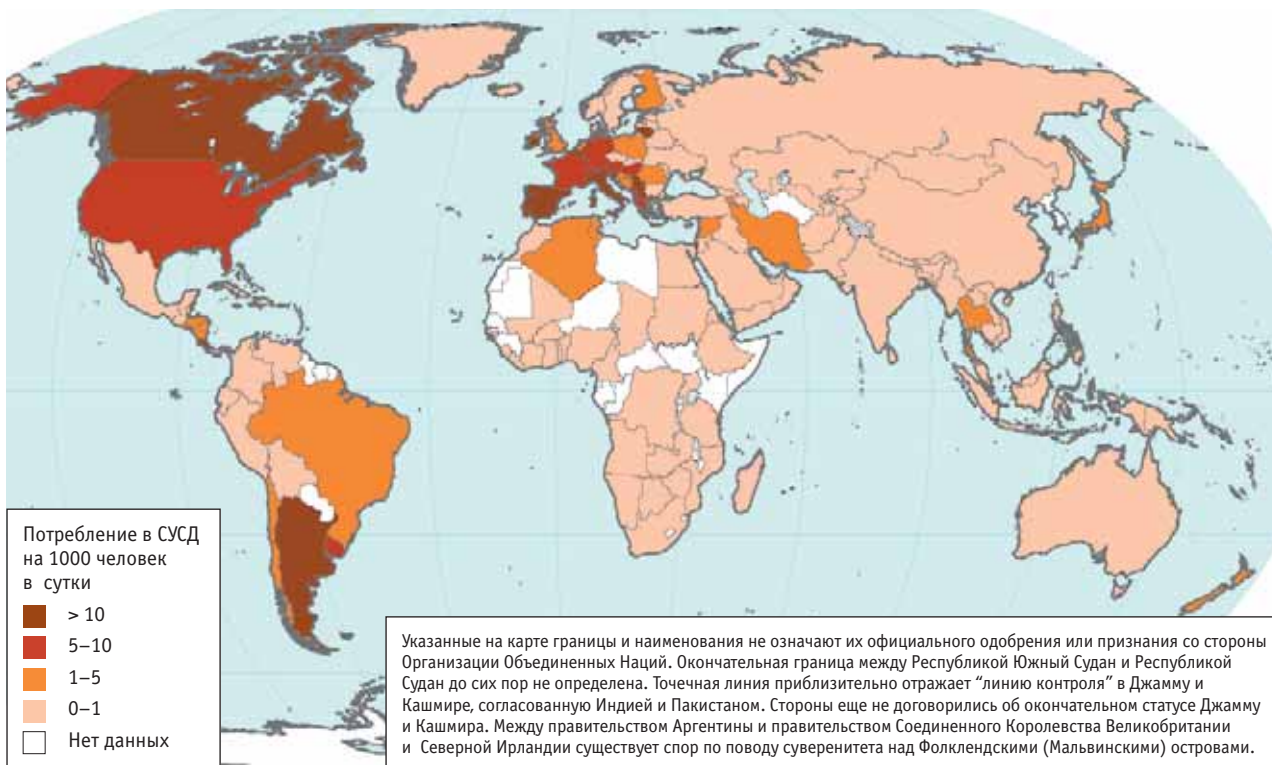 Потребление в СУСД
на 1000 человек
в сутки
> 10
5–10
1–5
0–1
Нет данных
Указанные на карте границы и наименования не означают их официального одобрения или признания со стороны
Организации Объединенных Наций. Окончательная граница между Республикой Южный Судан и Республикой
Судан до сих пор не определена. Точечная линия приблизительно отражает “линию контроля” в Джамму и
Кашмире, согласованную Индией и Пакистаном. Стороны еще не договорились об окончательном статусе Джамму
и Кашмира. Между правительством Аргентины и правительством Соединенного Королевства Великобритании
и Северной Ирландии существует спор по поводу суверенитета над Фолклендскими (Мальвинскими) островами.